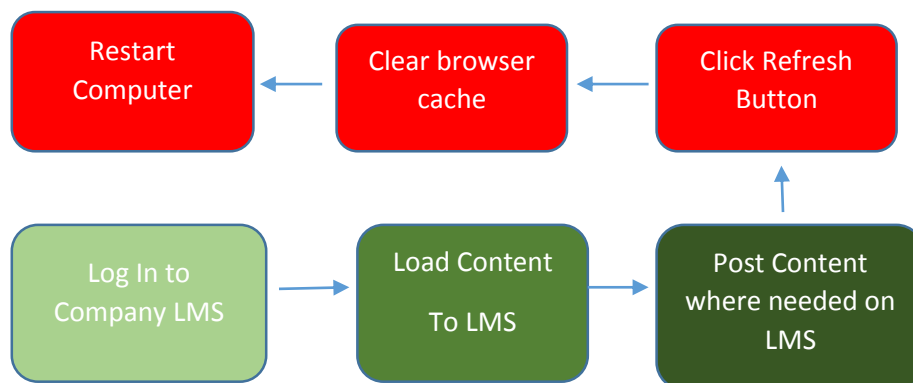 Restart
Computer
Clear browser
cache
Click Refresh
Button
Log In to
Company LMS
Load Content
To LMS
Post Content
where needed on
LMS